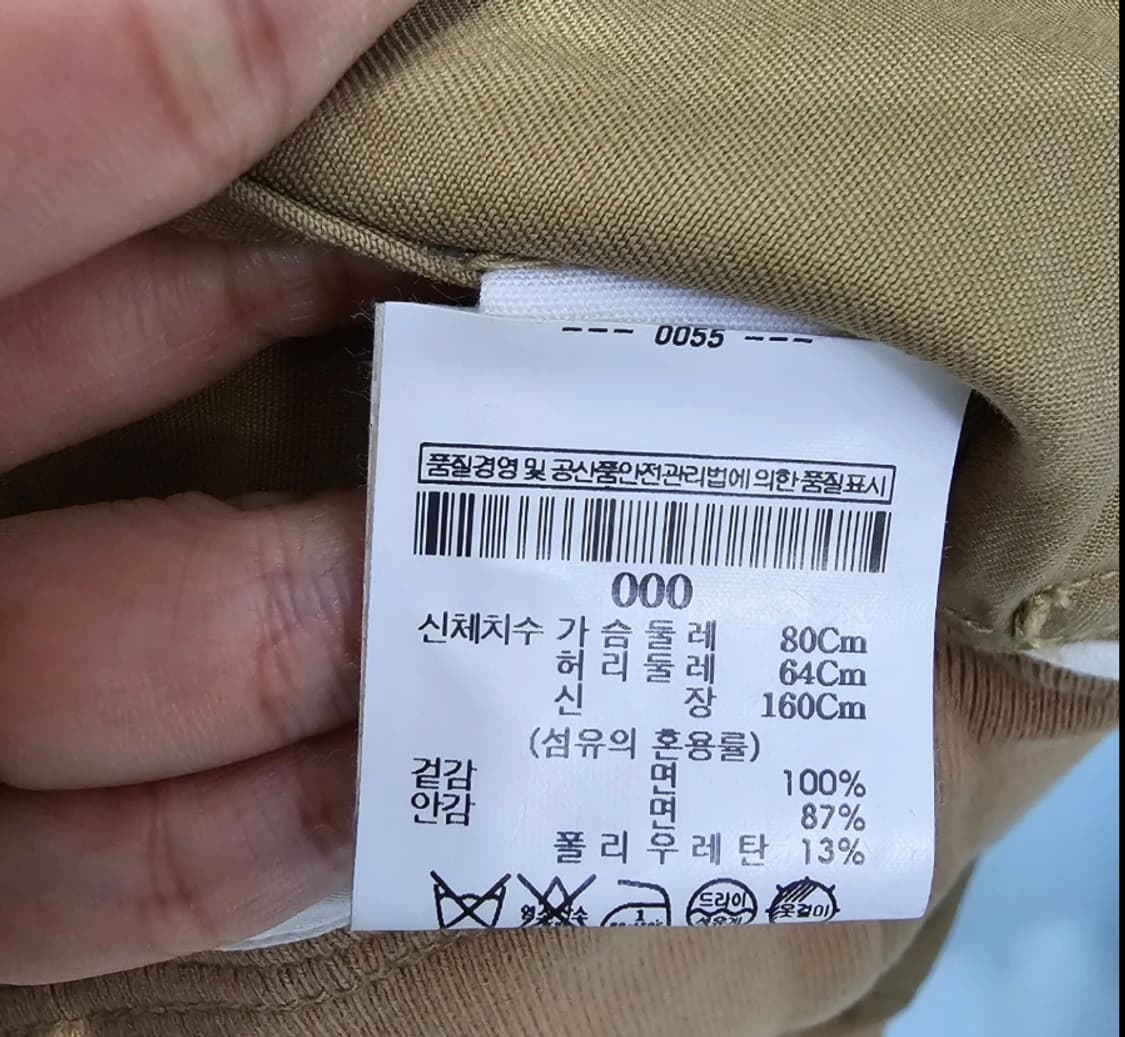 --- 0055 ---
품질경영 및 공산품안전관리법에 의한 품질표시
000
신체치수 가슴둘레 80Cm
허리둘레 64Cm
신장 160Cm
(섬유의 혼용률)
겉감 면 100%
안감 면 87%
폴리우레탄 13%
드라이 옷걸이